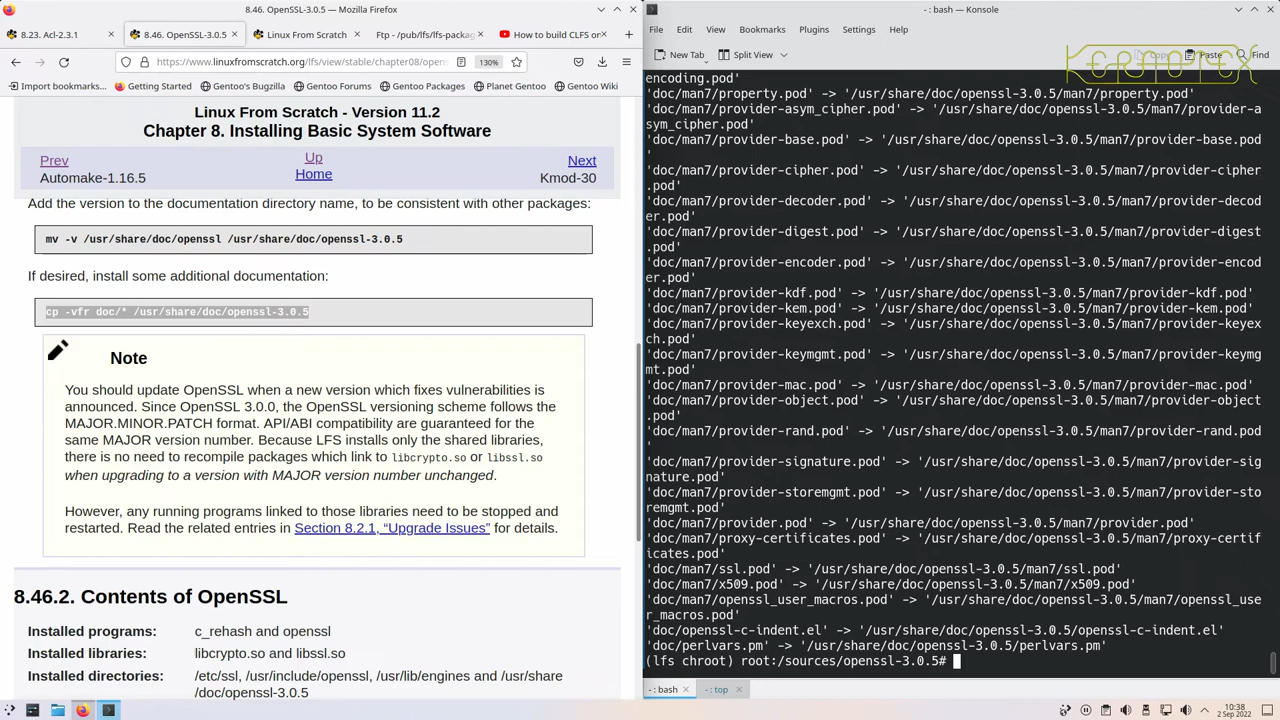 8.46. OpenSSL-3.0.5 — Mozilla Firefox
8.23. Acl-2.3.1
8.46. OpenSSL-3.0.5
Linux From Scratch
Ftp - /pub/lfs/lfs-packag
How to build CLFS on
https://www.linuxfromscratch.org/lfs/view/stable/chapter08/opens
130%
Import bookmarks...
Getting Started
Gentoo's Bugzilla
Gentoo Forums
Gentoo Packages
Planet Gentoo
Gentoo Wiki
Linux From Scratch - Version 11.2
Chapter 8. Installing Basic System Software
Prev
Up
Next
Automake-1.16.5
Home
Kmod-30
Add the version to the documentation directory name, to be consistent with other packages:
mv -v /usr/share/doc/openssl /usr/share/doc/openssl-3.0.5
If desired, install some additional documentation:
cp -vfr doc/* /usr/share/doc/openssl-3.0.5
Note
You should update OpenSSL when a new version which fixes vulnerabilities is
announced. Since OpenSSL 3.0.0, the OpenSSL versioning scheme follows the
MAJOR.MINOR.PATCH format. API/ABI compatibility are guaranteed for the
same MAJOR version number. Because LFS installs only the shared libraries,
there is no need to recompile packages which link to libcrypto.so or libssl.so
when upgrading to a version with MAJOR version number unchanged.
However, any running programs linked to those libraries need to be stopped and
restarted. Read the related entries in Section 8.2.1, “Upgrade Issues” for details.
8.46.2. Contents of OpenSSL
Installed programs: c_rehash and openssl
Installed libraries: libcrypto.so and libssl.so
Installed directories: /etc/ssl, /usr/include/openssl, /usr/lib/engines and /usr/share
/doc/openssl-3.0.5
- : bash — Konsole
File
Edit
View
Bookmarks
Plugins
Settings
Help
New Tab
Split View
Copy
Paste
Find
KERNOTEX
encoding.pod'
'doc/man7/property.pod' -> '/usr/share/doc/openssl-3.0.5/man7/property.pod'
'doc/man7/provider-asym_cipher.pod' -> '/usr/share/doc/openssl-3.0.5/man7/provider-a
sym_cipher.pod'
'doc/man7/provider-base.pod' -> '/usr/share/doc/openssl-3.0.5/man7/provider-base.pod
'
'doc/man7/provider-cipher.pod' -> '/usr/share/doc/openssl-3.0.5/man7/provider-cipher
.pod'
'doc/man7/provider-decoder.pod' -> '/usr/share/doc/openssl-3.0.5/man7/provider-decod
er.pod'
'doc/man7/provider-digest.pod' -> '/usr/share/doc/openssl-3.0.5/man7/provider-digest
.pod'
'doc/man7/provider-encoder.pod' -> '/usr/share/doc/openssl-3.0.5/man7/provider-encod
er.pod'
'doc/man7/provider-kdf.pod' -> '/usr/share/doc/openssl-3.0.5/man7/provider-kdf.pod'
'doc/man7/provider-kem.pod' -> '/usr/share/doc/openssl-3.0.5/man7/provider-kem.pod'
'doc/man7/provider-keyexch.pod' -> '/usr/share/doc/openssl-3.0.5/man7/provider-keyex
ch.pod'
'doc/man7/provider-keymgmt.pod' -> '/usr/share/doc/openssl-3.0.5/man7/provider-keymg
mt.pod'
'doc/man7/provider-mac.pod' -> '/usr/share/doc/openssl-3.0.5/man7/provider-mac.pod'
'doc/man7/provider-object.pod' -> '/usr/share/doc/openssl-3.0.5/man7/provider-object
.pod'
'doc/man7/provider-rand.pod' -> '/usr/share/doc/openssl-3.0.5/man7/provider-rand.pod
'
'doc/man7/provider-signature.pod' -> '/usr/share/doc/openssl-3.0.5/man7/provider-sig
nature.pod'
'doc/man7/provider-storemgmt.pod' -> '/usr/share/doc/openssl-3.0.5/man7/provider-sto
remgmt.pod'
'doc/man7/provider.pod' -> '/usr/share/doc/openssl-3.0.5/man7/provider.pod'
'doc/man7/proxy-certificates.pod' -> '/usr/share/doc/openssl-3.0.5/man7/proxy-certif
icates.pod'
'doc/man7/ssl.pod' -> '/usr/share/doc/openssl-3.0.5/man7/ssl.pod'
'doc/man7/x509.pod' -> '/usr/share/doc/openssl-3.0.5/man7/x509.pod'
'doc/man7/openssl_user_macros.pod' -> '/usr/share/doc/openssl-3.0.5/man7/openssl_use
r_macros.pod'
'doc/openssl-c-indent.el' -> '/usr/share/doc/openssl-3.0.5/openssl-c-indent.el'
'doc/perlvars.pm' -> '/usr/share/doc/openssl-3.0.5/perlvars.pm'
(lfs chroot) root:/sources/openssl-3.0.5#
- : bash
- : top
10:38
2 Sep 2022